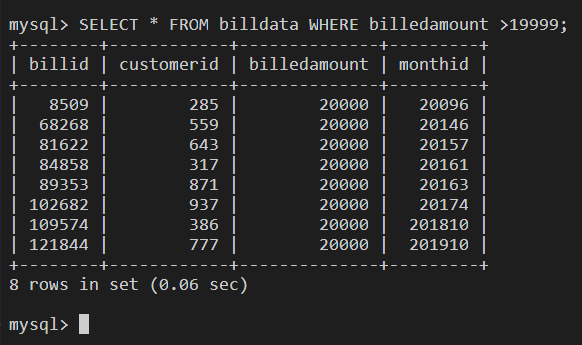 mysql> SELECT * FROM billdata WHERE billedamount >19999;
+--------+------------+--------------+---------+
| billid | customerid | billedamount | monthid |
+--------+------------+--------------+---------+
|   8509 |        285 |        20000 |   20096 |
|  68268 |        559 |        20000 |   20146 |
|  81622 |        643 |        20000 |   20157 |
|  84858 |        317 |        20000 |   20161 |
|  89353 |        871 |        20000 |   20163 |
| 102682 |        937 |        20000 |   20174 |
| 109574 |        386 |        20000 |  201810 |
| 121844 |        777 |        20000 |  201910 |
+--------+------------+--------------+---------+
8 rows in set (0.06 sec)
mysql>